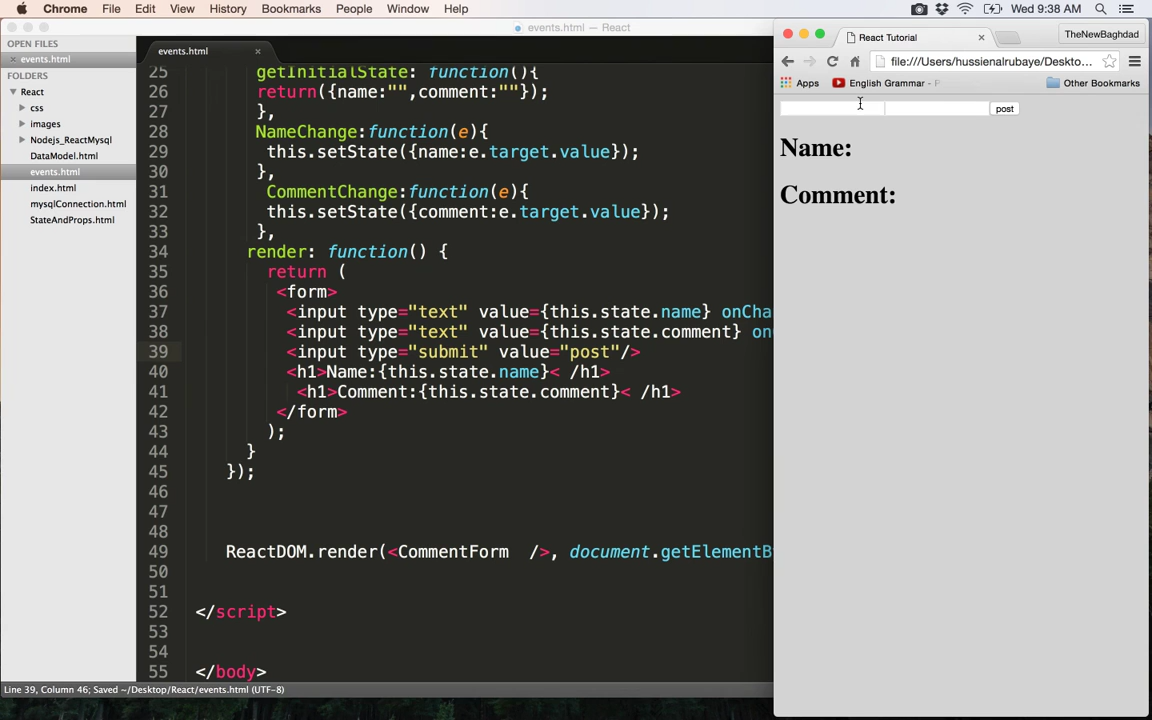 Chrome File Edit View History Bookmarks People Window Help Wed 9:38 AM
events.html — React
OPEN FILES
events.html
FOLDERS
React
css
images
Nodejs_ReactMysql
DataModel.html
events.html
index.html
mysqlConnection.html
StateAndProps.html
events.html
25 getInitialState: function(){
26 return({name:"",comment:""});
27 },
28 NameChange:function(e){
29 this.setState({name:e.target.value});
30 },
31 CommentChange:function(e){
32 this.setState({comment:e.target.value});
33 },
34 render: function() {
35 return (
36 <form>
37 <input type="text" value={this.state.name} onCha
38 <input type="text" value={this.state.comment} on
39 <input type="submit" value="post"/>
40 <h1>Name:{this.state.name}< /h1>
41 <h1>Comment:{this.state.comment}< /h1>
42 </form>
43 );
44 }
45 });
46
47
48
49 ReactDOM.render(<CommentForm />, document.getElementB
50
51
52 </script>
53
54
55 </body>
Line 39, Column 46; Saved ~/Desktop/React/events.html (UTF-8)
React Tutorial
TheNewBaghdad
file:///Users/hussienalrubaye/Deskto...
Apps English Grammar - P Other Bookmarks
post
Name:
Comment: